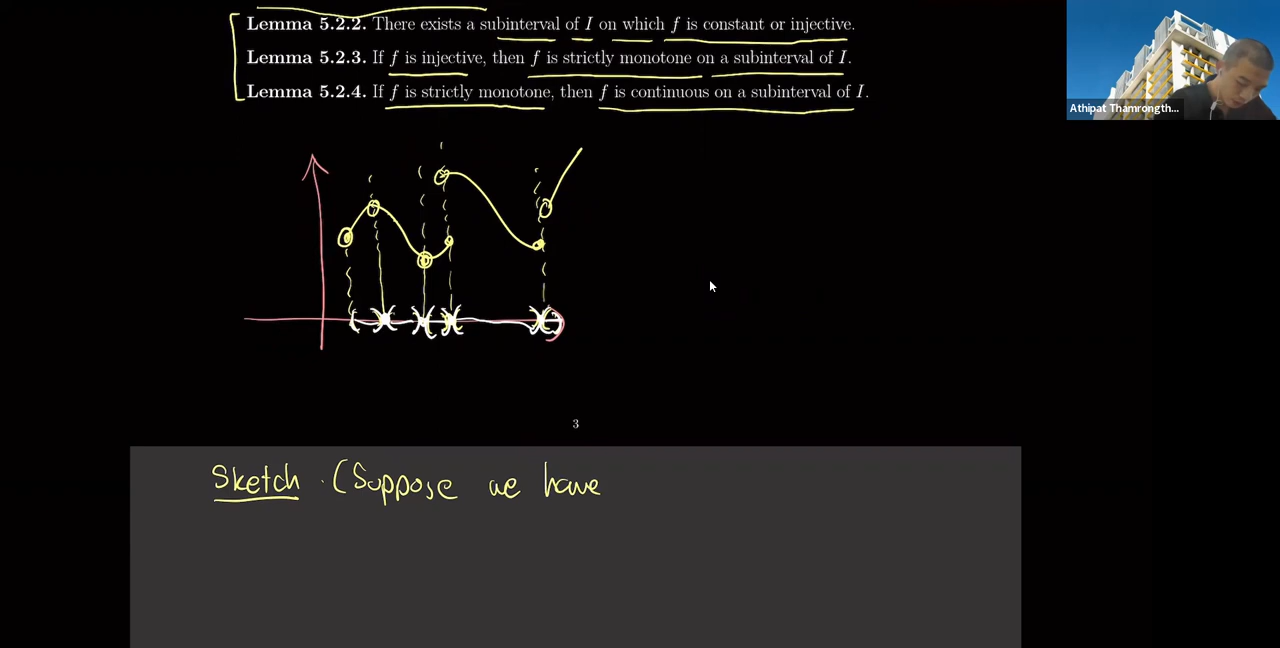 Lemma 5.2.2. There exists a subinterval of I on which f is constant or injective.
Lemma 5.2.3. If f is injective, then f is strictly monotone on a subinterval of I.
Lemma 5.2.4. If f is strictly monotone, then f is continuous on a subinterval of I.
Athipat Thamrongth...
3
Sketch . (Suppose we have